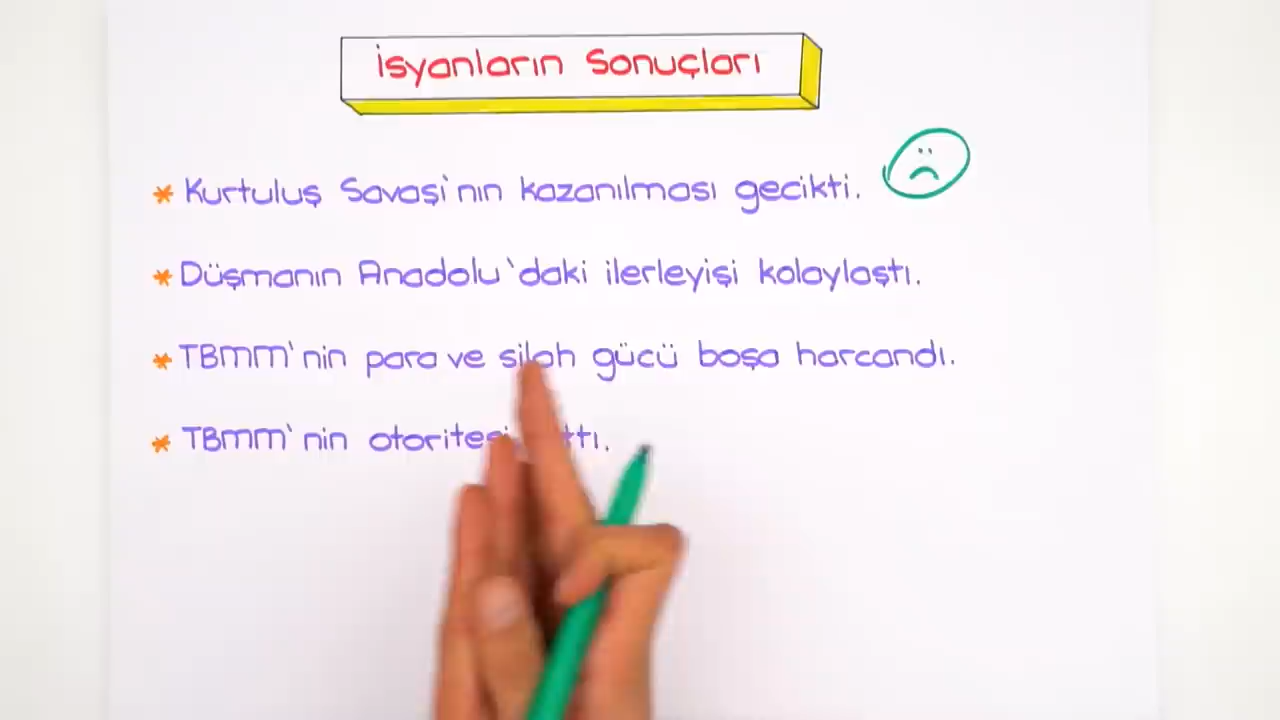 İsyanların Sonuçları
* Kurtuluş Savaşı'nın kazanılması gecikti.
* Düşmanın Anadolu'daki ilerleyişi kolaylaştı.
* TBMM'nin para ve silah gücü boşa harcandı.
* TBMM'nin otoritesi